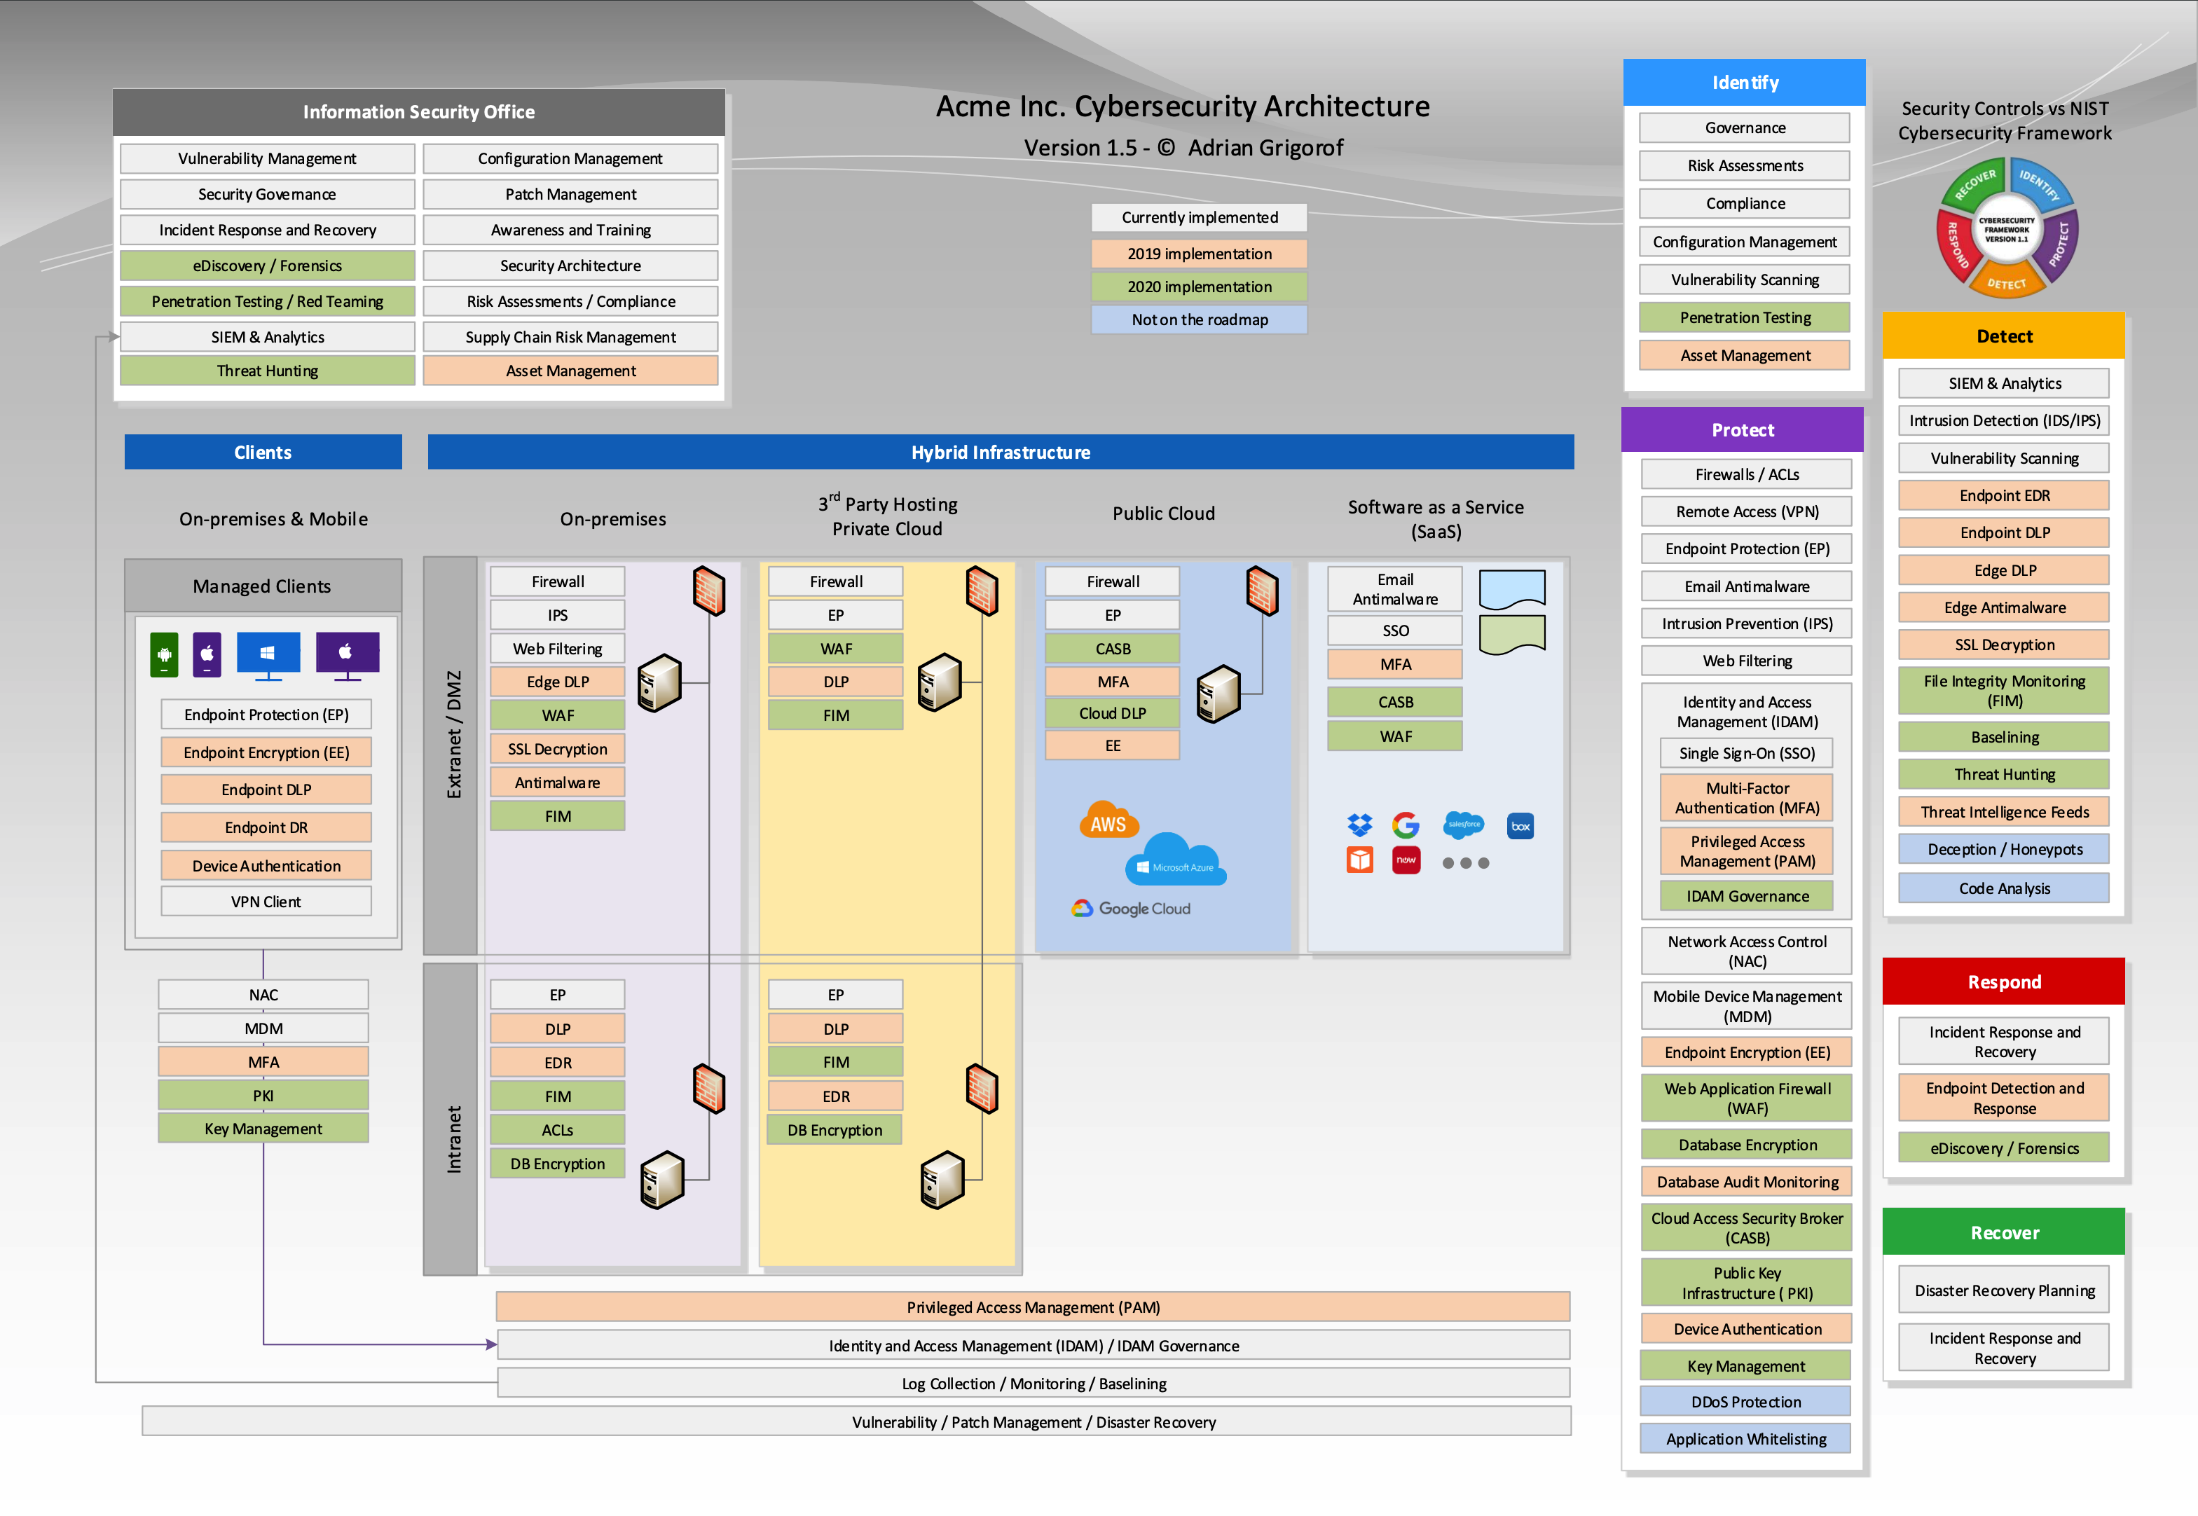 Acme Inc. Cybersecurity Architecture
Version 1.5 - © Adrian Grigorof
Currently implemented
2019 implementation
2020 implementation
Not on the roadmap
Information Security Office
Vulnerability Management
Configuration Management
Security Governance
Patch Management
Incident Response and Recovery
Awareness and Training
eDiscovery / Forensics
Security Architecture
Penetration Testing / Red Teaming
Risk Assessments / Compliance
SIEM & Analytics
Supply Chain Risk Management
Threat Hunting
Asset Management
Clients
On-premises & Mobile
Managed Clients
Endpoint Protection (EP)
Endpoint Encryption (EE)
Endpoint DLP
Endpoint DR
Device Authentication
VPN Client
NAC
MDM
MFA
PKI
Key Management
Hybrid Infrastructure
On-premises
3rd Party Hosting
Private Cloud
Public Cloud
Software as a Service
(SaaS)
Extranet / DMZ
Firewall
IPS
Web Filtering
Edge DLP
WAF
SSL Decryption
Antimalware
FIM
Firewall
EP
WAF
DLP
FIM
Firewall
EP
CASB
MFA
Cloud DLP
EE
AWS
Microsoft Azure
Google Cloud
Email
Antimalware
SSO
MFA
CASB
WAF
salesforce
box
now
Intranet
EP
DLP
EDR
FIM
ACLs
DB Encryption
EP
DLP
FIM
EDR
DB Encryption
Privileged Access Management (PAM)
Identity and Access Management (IDAM) / IDAM Governance
Log Collection / Monitoring / Baselining
Vulnerability / Patch Management / Disaster Recovery
Identify
Governance
Risk Assessments
Compliance
Configuration Management
Vulnerability Scanning
Penetration Testing
Asset Management
Protect
Firewalls / ACLs
Remote Access (VPN)
Endpoint Protection (EP)
Email Antimalware
Intrusion Prevention (IPS)
Web Filtering
Identity and Access
Management (IDAM)
Single Sign-On (SSO)
Multi-Factor
Authentication (MFA)
Privileged Access
Management (PAM)
IDAM Governance
Network Access Control
(NAC)
Mobile Device Management
(MDM)
Endpoint Encryption (EE)
Web Application Firewall
(WAF)
Database Encryption
Database Audit Monitoring
Cloud Access Security Broker
(CASB)
Public Key
Infrastructure ( PKI)
Device Authentication
Key Management
DDoS Protection
Application Whitelisting
Security Controls vs NIST
Cybersecurity Framework
RECOVER
IDENTIFY
PROTECT
DETECT
RESPOND
CYBERSECURITY
FRAMEWORK
VERSION 1.1
Detect
SIEM & Analytics
Intrusion Detection (IDS/IPS)
Vulnerability Scanning
Endpoint EDR
Endpoint DLP
Edge DLP
Edge Antimalware
SSL Decryption
File Integrity Monitoring
(FIM)
Baselining
Threat Hunting
Threat Intelligence Feeds
Deception / Honeypots
Code Analysis
Respond
Incident Response and
Recovery
Endpoint Detection and
Response
eDiscovery / Forensics
Recover
Disaster Recovery Planning
Incident Response and
Recovery